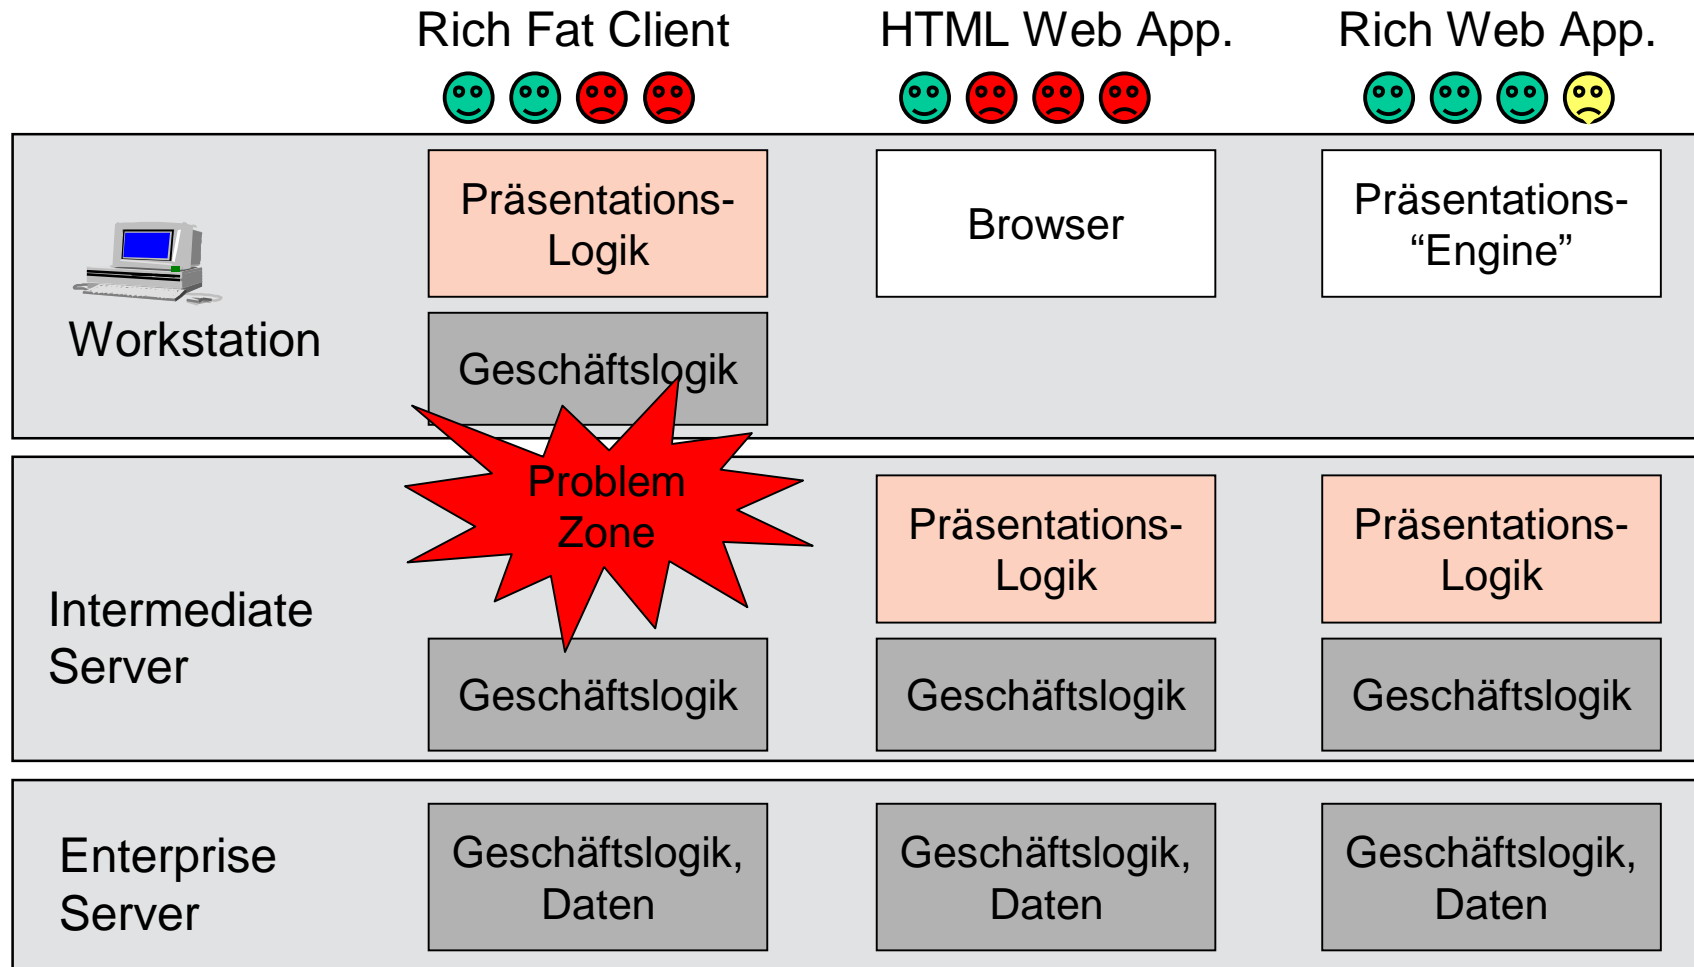 Rich Fat Client
HTML Web App.
Rich Web App.
Workstation
Präsentations-
Logik
Browser
Präsentations-
“Engine”
Geschäftslogik
Problem
Zone
Intermediate
Server
Präsentations-
Logik
Präsentations-
Logik
Geschäftslogik
Geschäftslogik
Geschäftslogik
Enterprise
Server
Geschäftslogik,
Daten
Geschäftslogik,
Daten
Geschäftslogik,
Daten